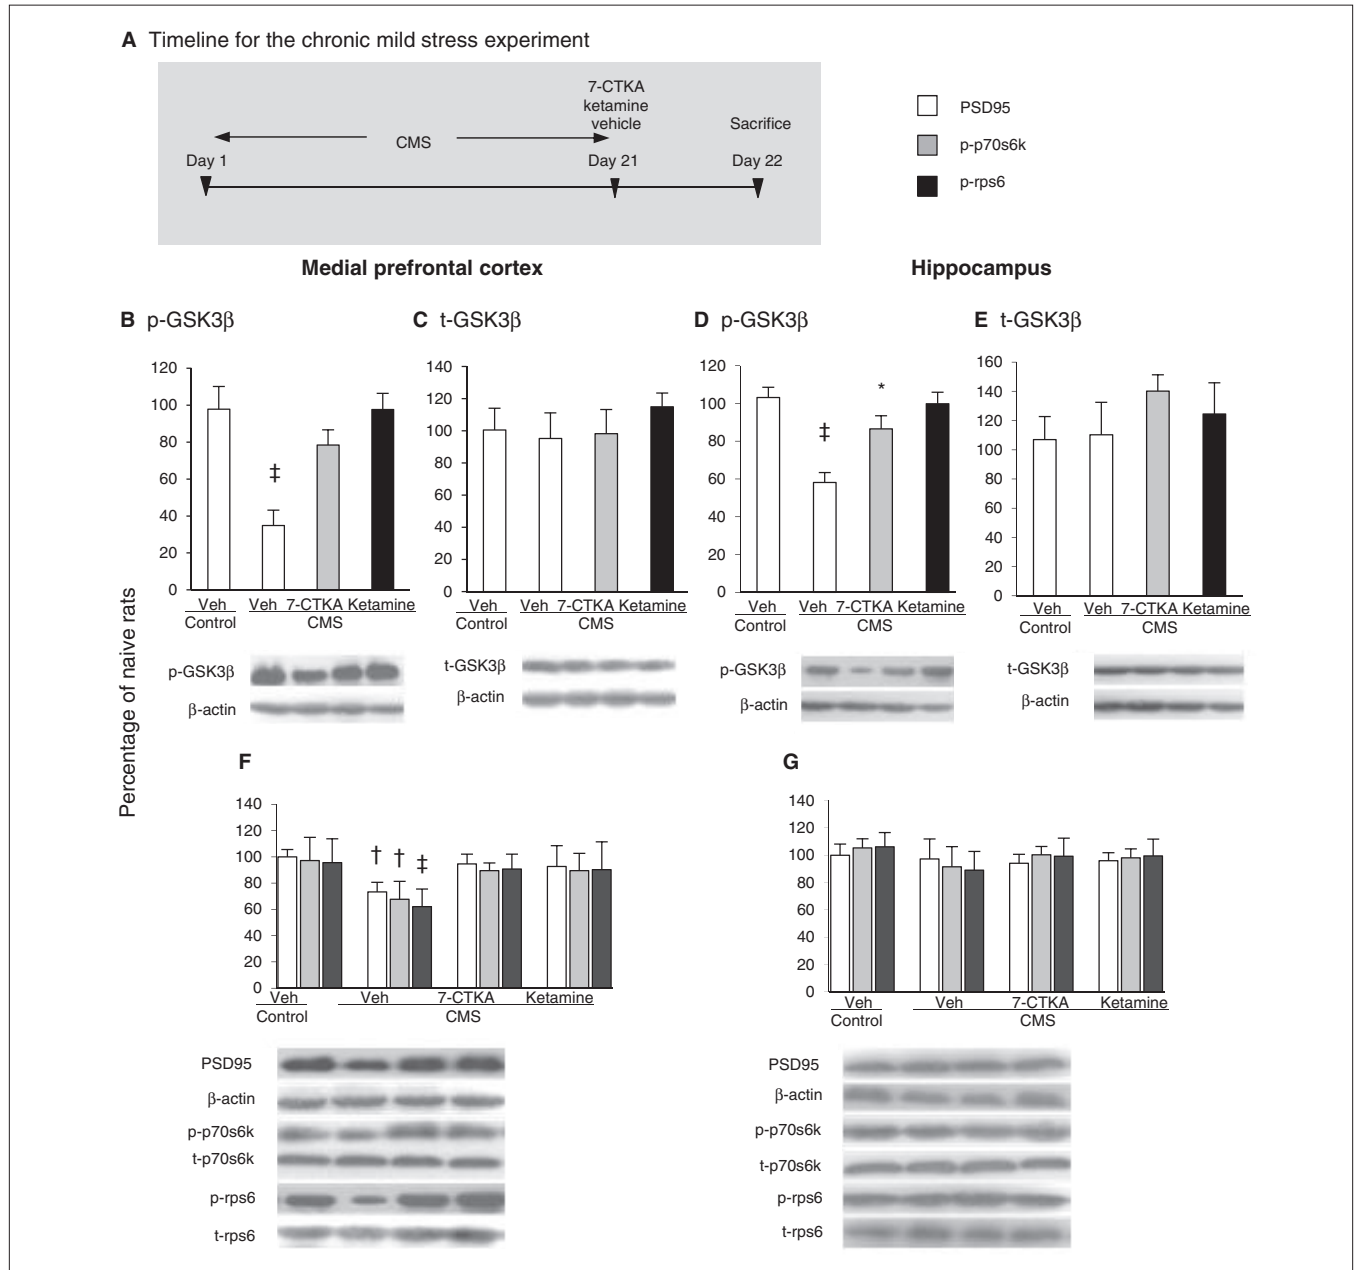 A Timeline for the chronic mild stress experiment
7-CTKA
ketamine
vehicle
Sacrifice
CMS
Day 1
Day 21
Day 22
PSD95
p-p70s6k
p-rps6
Medial prefrontal cortex
Hippocampus
Percentage of naive rats
B p-GSK3β
120
100
80
60
40
20
0
‡
Veh Veh 7-CTKA Ketamine
Control CMS
p-GSK3β
β-actin
C t-GSK3β
140
120
100
80
60
40
20
0
Veh Veh 7-CTKA Ketamine
Control CMS
t-GSK3β
β-actin
D p-GSK3β
120
100
80
60
40
20
0
‡
*
Veh Veh 7-CTKA Ketamine
Control CMS
p-GSK3β
β-actin
E t-GSK3β
160
140
120
100
80
60
40
20
0
Veh Veh 7-CTKA Ketamine
Control CMS
t-GSK3β
β-actin
F
140
120
100
80
60
40
20
0
† † ‡
Veh Veh 7-CTKA Ketamine
Control CMS
PSD95
β-actin
p-p70s6k
t-p70s6k
p-rps6
t-rps6
G
140
120
100
80
60
40
20
0
Veh Veh 7-CTKA Ketamine
Control CMS
PSD95
β-actin
p-p70s6k
t-p70s6k
p-rps6
t-rps6